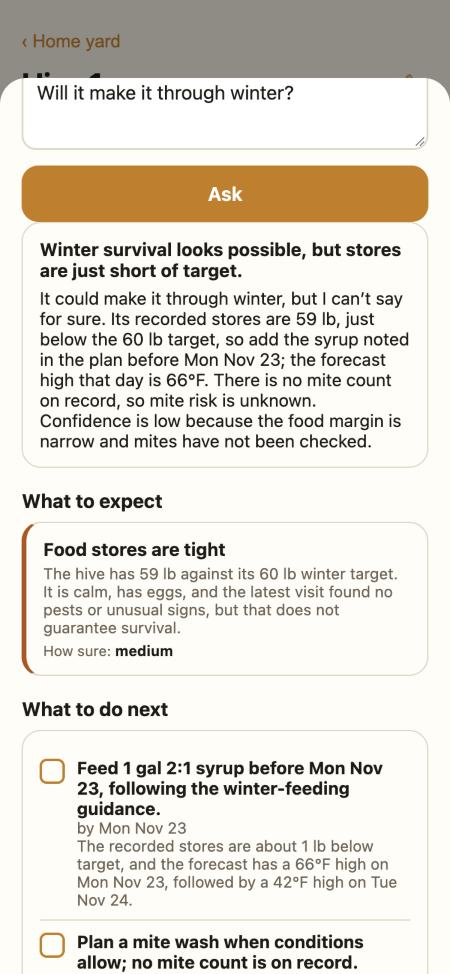 ‹ Home yard
Will it make it through winter?
Ask
Winter survival looks possible, but stores
are just short of target.
It could make it through winter, but I can’t say
for sure. Its recorded stores are 59 lb, just
below the 60 lb target, so add the syrup noted
in the plan before Mon Nov 23; the forecast
high that day is 66°F. There is no mite count
on record, so mite risk is unknown.
Confidence is low because the food margin is
narrow and mites have not been checked.
What to expect
Food stores are tight
The hive has 59 lb against its 60 lb winter target.
It is calm, has eggs, and the latest visit found no
pests or unusual signs, but that does not
guarantee survival.
How sure: medium
What to do next
Feed 1 gal 2:1 syrup before Mon Nov
23, following the winter-feeding
guidance.
by Mon Nov 23
The recorded stores are about 1 lb below
target, and the forecast has a 66°F high on
Mon Nov 23, followed by a 42°F high on Tue
Nov 24.
Plan a mite wash when conditions
allow; no mite count is on record.